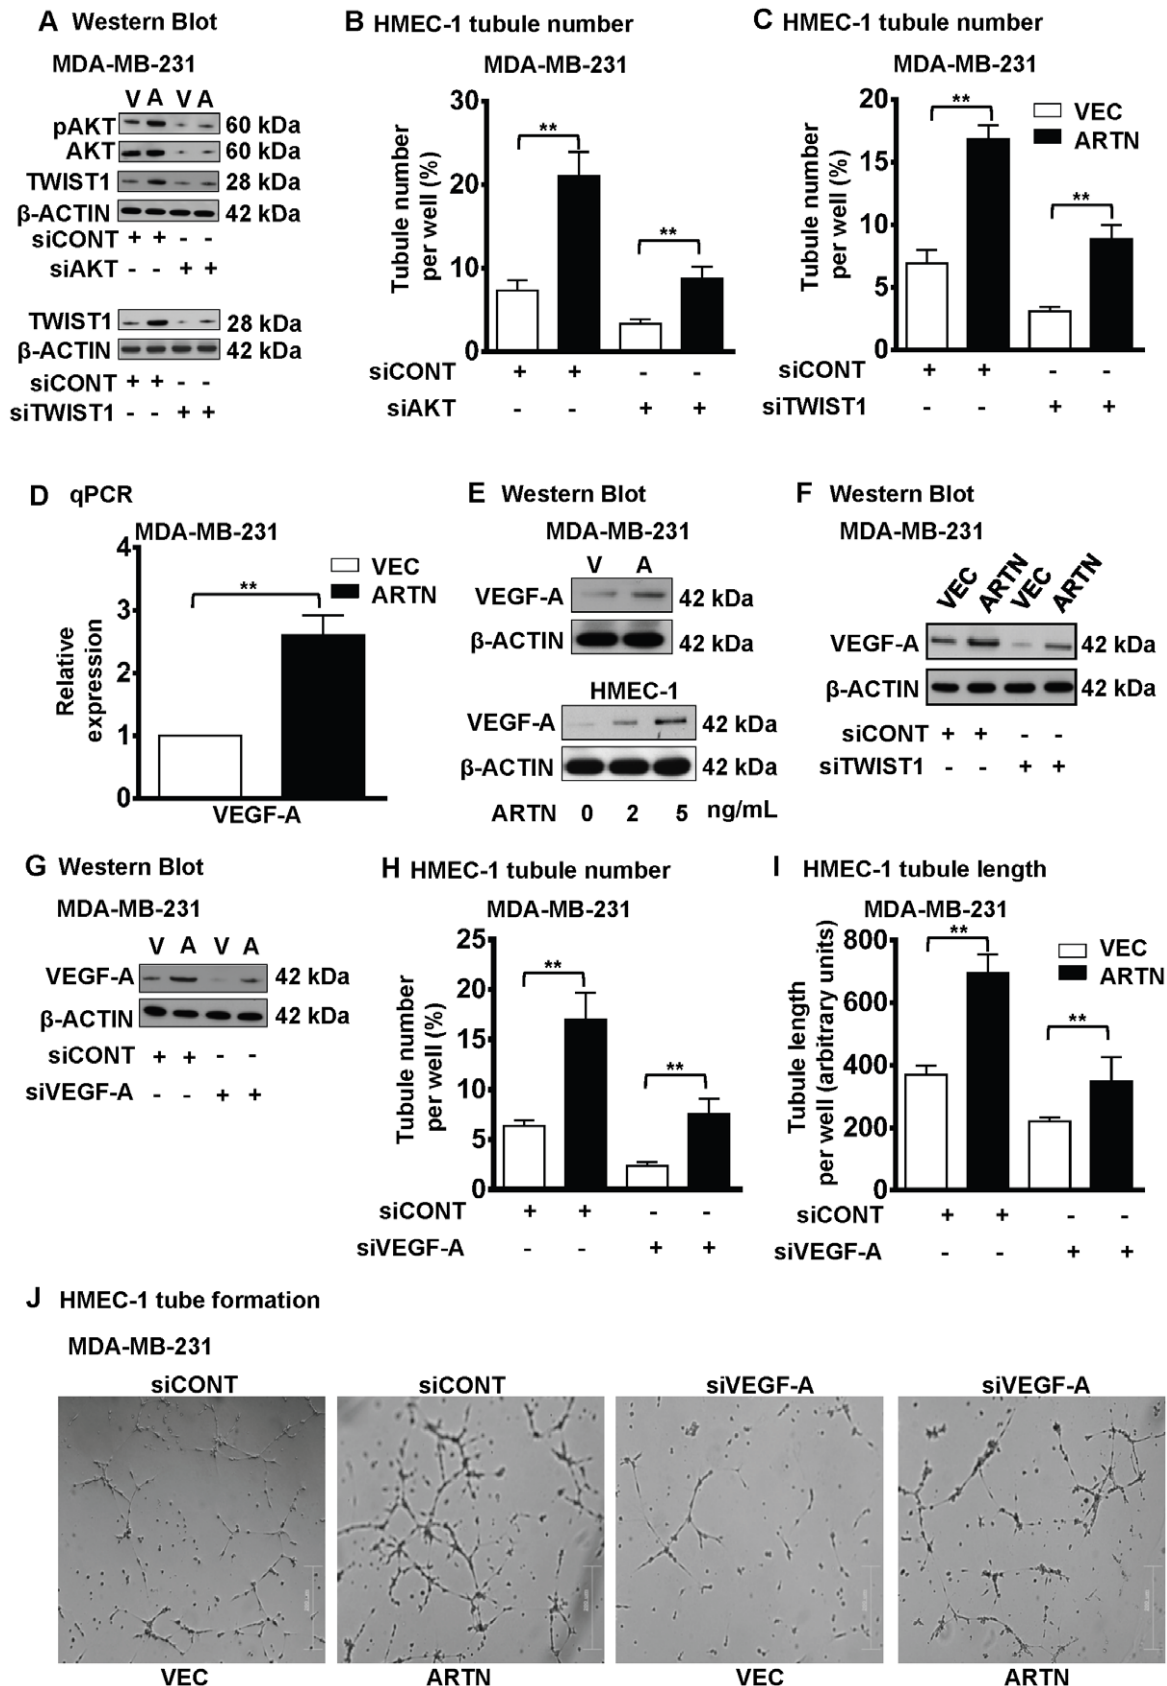 A Western Blot
MDA-MB-231
V A V A
pAKT 60 kDa
AKT 60 kDa
TWIST1 28 kDa
β-ACTIN 42 kDa
siCONT + + - -
siAKT - - + +
TWIST1 28 kDa
β-ACTIN 42 kDa
siCONT + + - -
siTWIST1 - - + +
B HMEC-1 tubule number
MDA-MB-231
Tubule number
per well (%)
30
20
10
0
**
**
siCONT + + - -
siAKT - - + +
C HMEC-1 tubule number
MDA-MB-231
Tubule number
per well (%)
20
15
10
5
0
**
**
VEC
ARTN
siCONT + + - -
siTWIST1 - - + +
D qPCR
MDA-MB-231
Relative
expression
4
3
2
1
0
**
VEC
ARTN
VEGF-A
E Western Blot
MDA-MB-231
V A
VEGF-A 42 kDa
β-ACTIN 42 kDa
HMEC-1
VEGF-A 42 kDa
β-ACTIN 42 kDa
ARTN 0 2 5 ng/mL
F Western Blot
MDA-MB-231
VEC ARTN VEC ARTN
VEGF-A 42 kDa
β-ACTIN 42 kDa
siCONT + + - -
siTWIST1 - - + +
G Western Blot
MDA-MB-231
V A V A
VEGF-A 42 kDa
β-ACTIN 42 kDa
siCONT + + - -
siVEGF-A - - + +
H HMEC-1 tubule number
MDA-MB-231
Tubule number
per well (%)
25
20
15
10
5
0
**
**
siCONT + + - -
siVEGF-A - - + +
I HMEC-1 tubule length
MDA-MB-231
Tubule length
per well (arbitrary units)
800
600
400
200
0
**
**
VEC
ARTN
siCONT + + - -
siVEGF-A - - + +
J HMEC-1 tube formation
MDA-MB-231
siCONT siCONT siVEGF-A siVEGF-A
VEC ARTN VEC ARTN